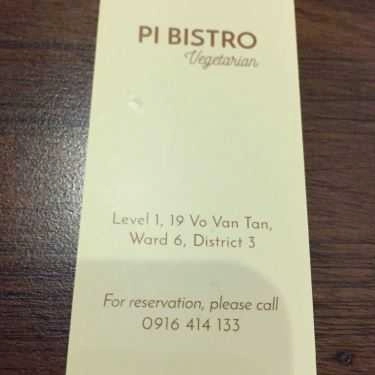 PI BISTRO
Vegetarian
Level 1, 19 Vo Van Tan,
Ward 6, District 3
For reservation, please call
0916 414 133